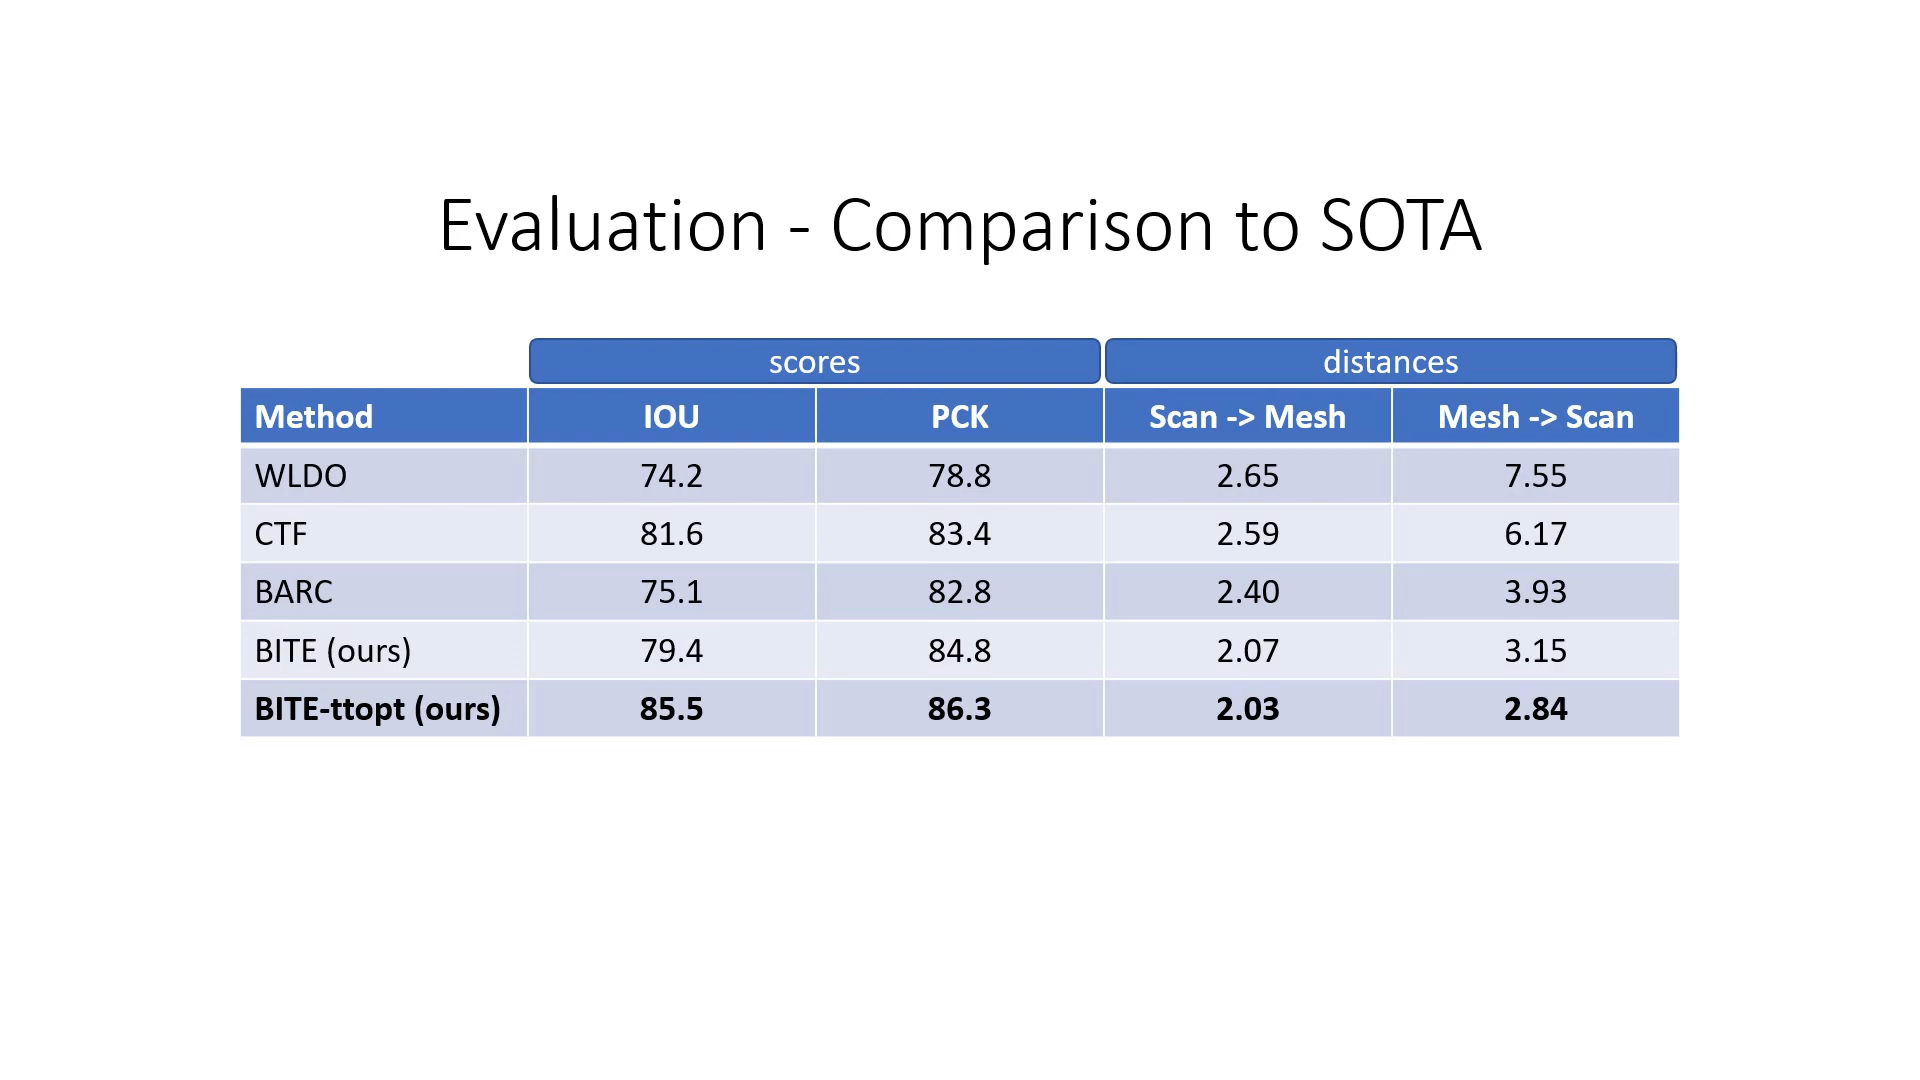 Evaluation - Comparison to SOTA
scores distances
Method IOU PCK Scan -> Mesh Mesh -> Scan
WLDO 74.2 78.8 2.65 7.55
CTF 81.6 83.4 2.59 6.17
BARC 75.1 82.8 2.40 3.93
BITE (ours) 79.4 84.8 2.07 3.15
BITE-ttopt (ours) 85.5 86.3 2.03 2.84